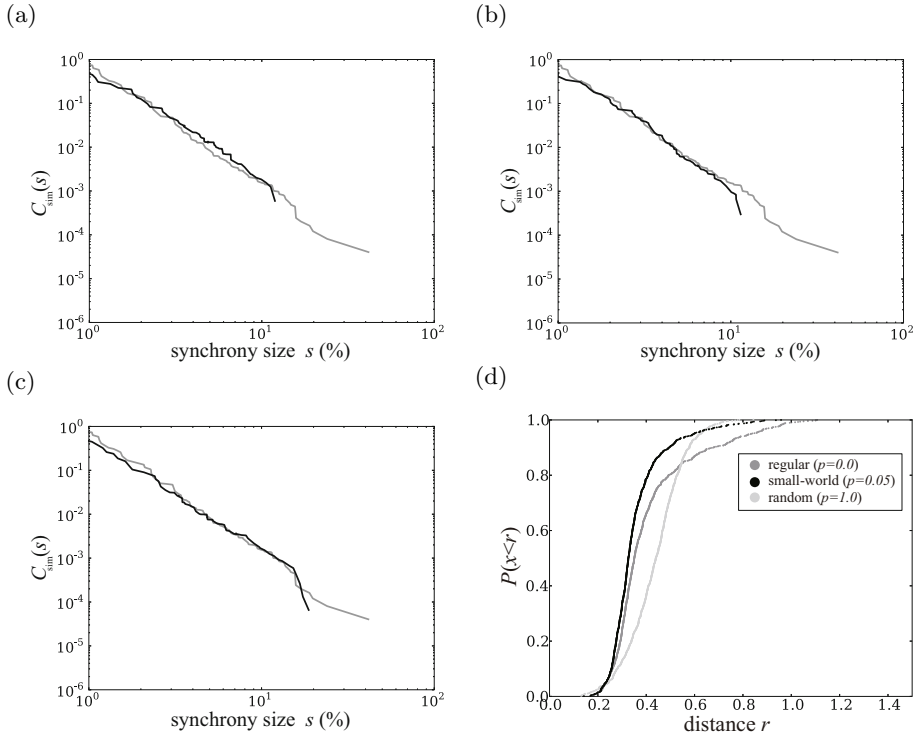 (a)
10^0
10^-1
10^-2
10^-3
10^-4
10^-5
10^-6
C_sim(s)
10^0 10^1 10^2
synchrony size s (%)
(b)
10^0
10^-1
10^-2
10^-3
10^-4
10^-5
10^-6
C_sim(s)
10^0 10^1 10^2
synchrony size s (%)
(c)
10^0
10^-1
10^-2
10^-3
10^-4
10^-5
10^-6
C_sim(s)
10^0 10^1 10^2
synchrony size s (%)
(d)
1.0
0.8
0.6
0.4
0.2
0.0
P(x<r)
regular (p=0.0)
small-world (p=0.05)
random (p=1.0)
0.0 0.2 0.4 0.6 0.8 1.0 1.2 1.4
distance r